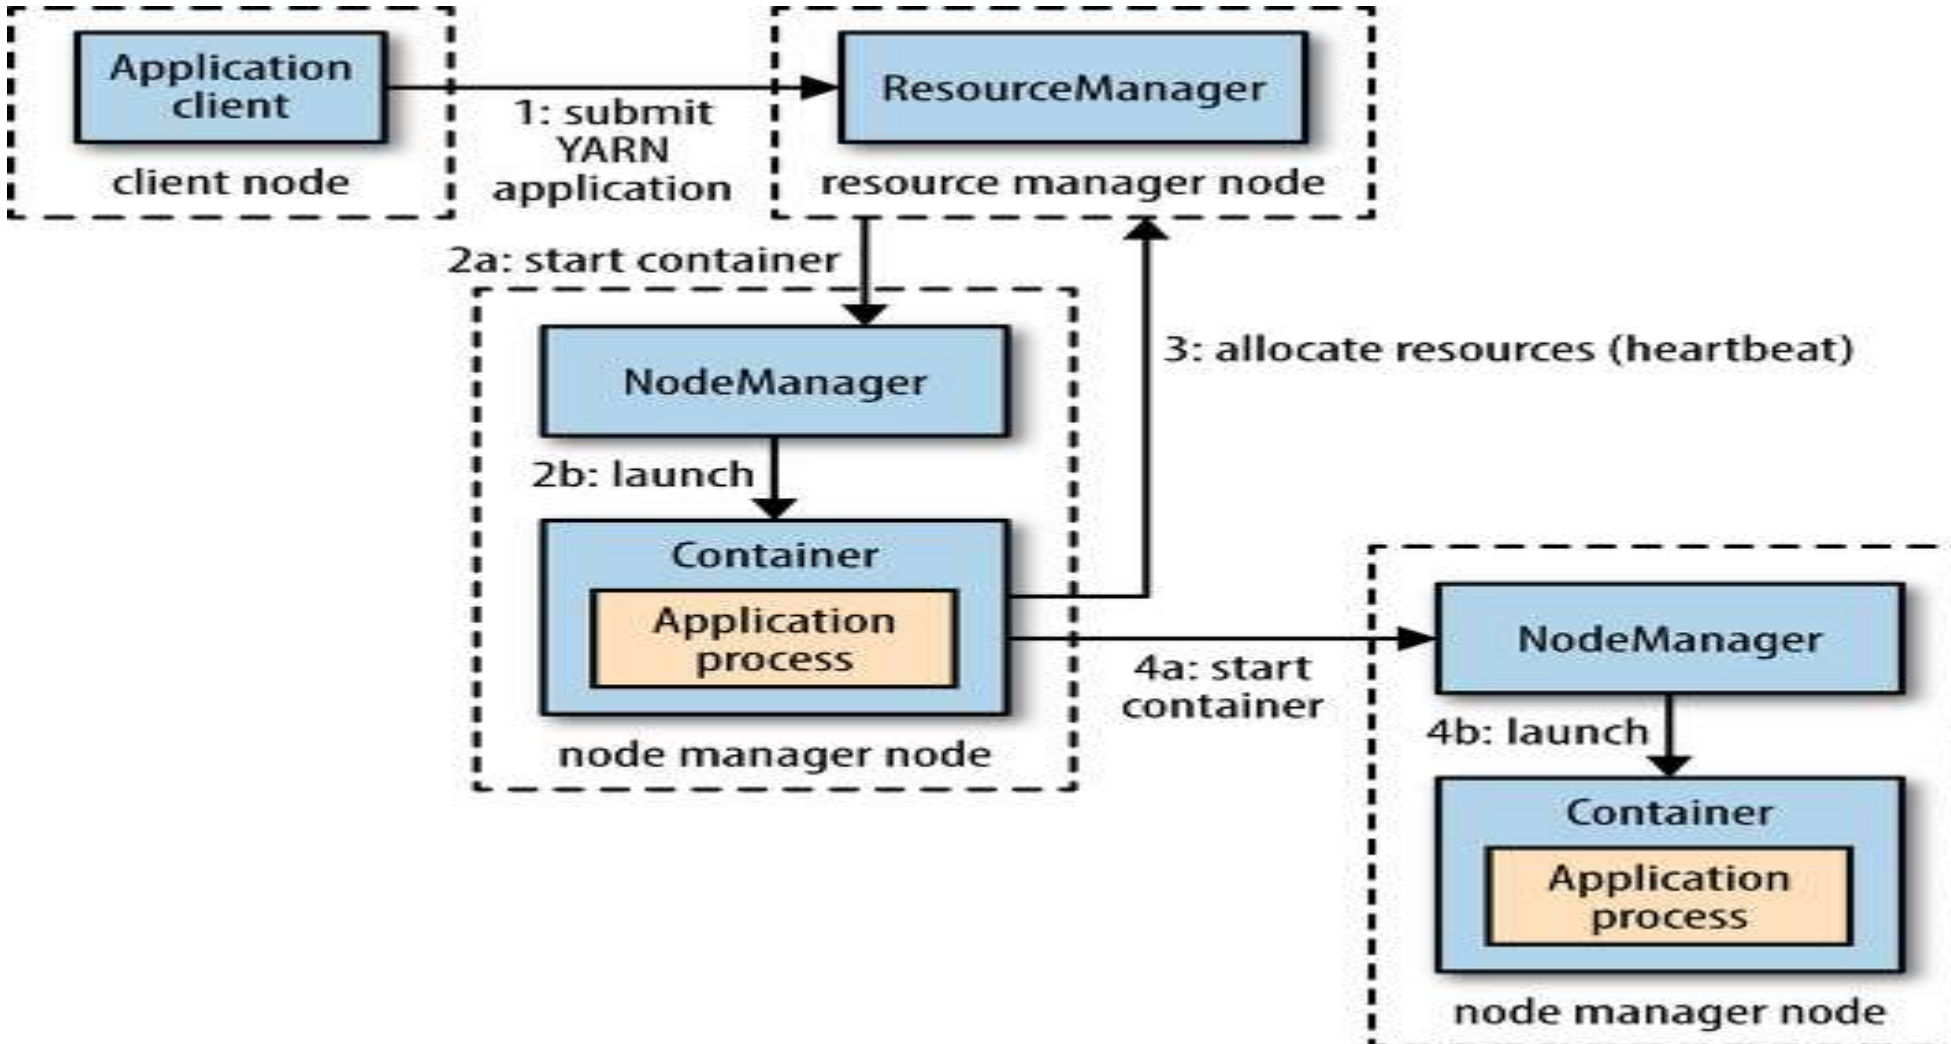 Application
client
client node
1: submit
YARN
application
ResourceManager
resource manager node
2a: start container
NodeManager
2b: launch
Container
Application
process
node manager node
3: allocate resources (heartbeat)
4a: start
container
NodeManager
4b: launch
Container
Application
process
node manager node